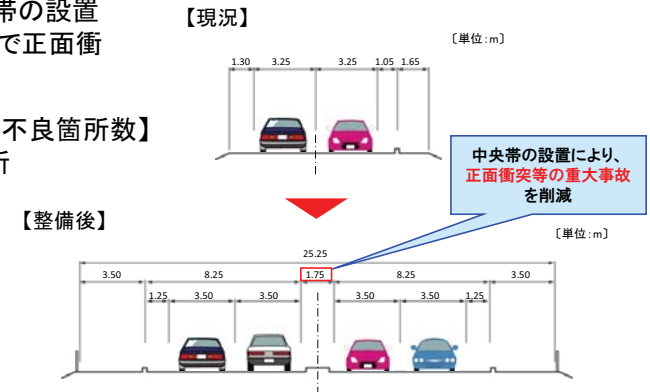 帯の設置
で正面衝
不良箇所数】
所
【現況】
〔単位:m〕
1.30 3.25 3.25 1.05 1.65
中央帯の設置により、
正面衝突等の重大事故
を削減
【整備後】
〔単位:m〕
25.25
3.50 8.25 1.75 8.25 3.50
1.25 3.50 3.50 3.50 3.50 1.25